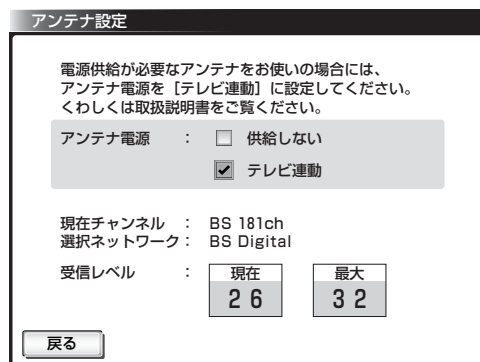 アンテナ設定
電源供給が必要なアンテナをお使いの場合には、
アンテナ電源を［テレビ連動］に設定してください。
くわしくは取扱説明書をご覧ください。
アンテナ電源 ： 供給しない
テレビ連動
現在チャンネル ： BS 181ch
選択ネットワーク： BS Digital
受信レベル ： 現在 最大
２６ ３２
戻る